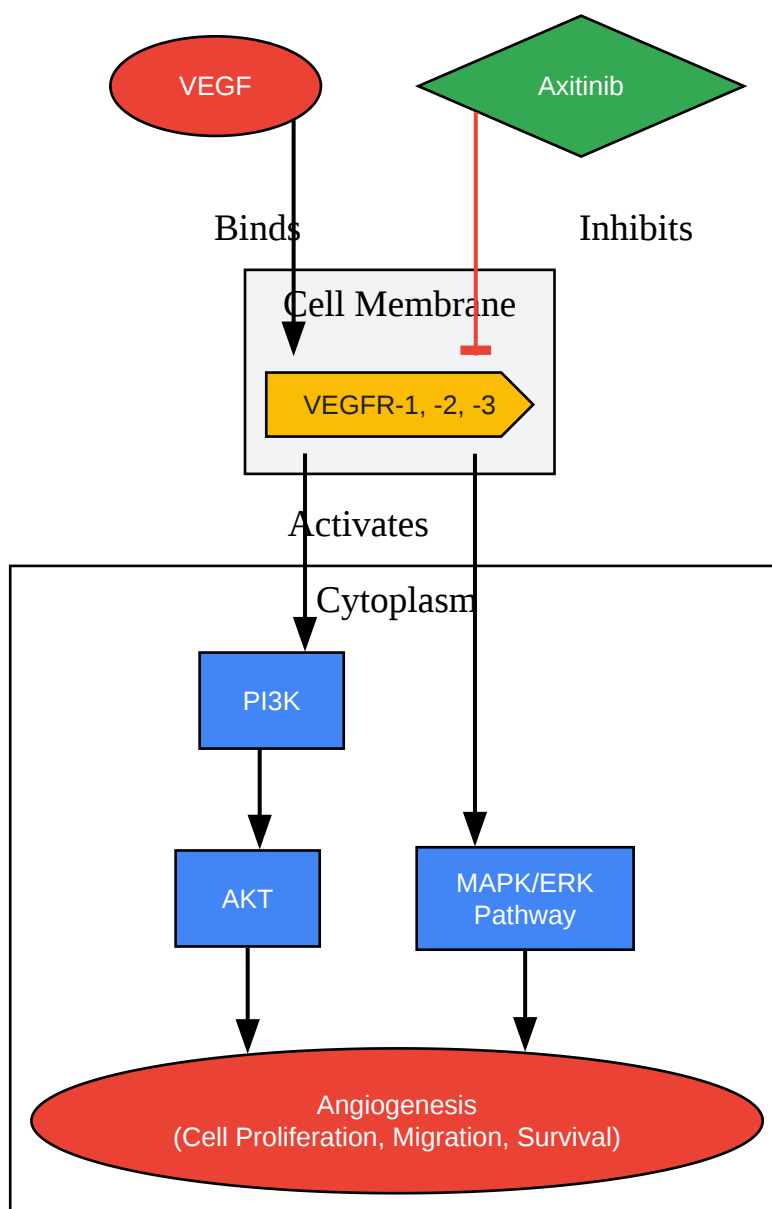 VEGF
Axitinib
Binds
Inhibits
Cell Membrane
VEGFR-1, -2, -3
Activates
Cytoplasm
PI3K
AKT
MAPK/ERK
Pathway
Angiogenesis
(Cell Proliferation, Migration, Survival)